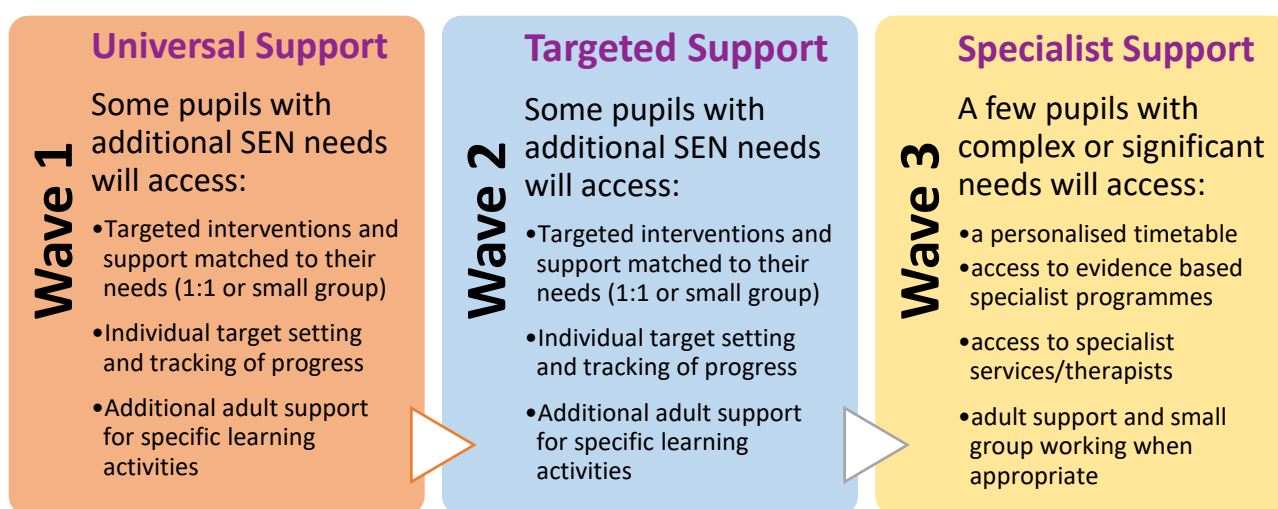 Universal Support
Wave 1
Some pupils with
additional SEN needs
will access:
•Targeted interventions and
support matched to their
needs (1:1 or small group)
•Individual target setting
and tracking of progress
•Additional adult support
for specific learning
activities
Targeted Support
Wave 2
Some pupils with
additional SEN needs
will access:
•Targeted interventions and
support matched to their
needs (1:1 or small group)
•Individual target setting
and tracking of progress
•Additional adult support
for specific learning
activities
Specialist Support
Wave 3
A few pupils with
complex or significant
needs will access:
•a personalised timetable
•access to evidence based
specialist programmes
•access to specialist
services/therapists
•adult support and small
group working when
appropriate